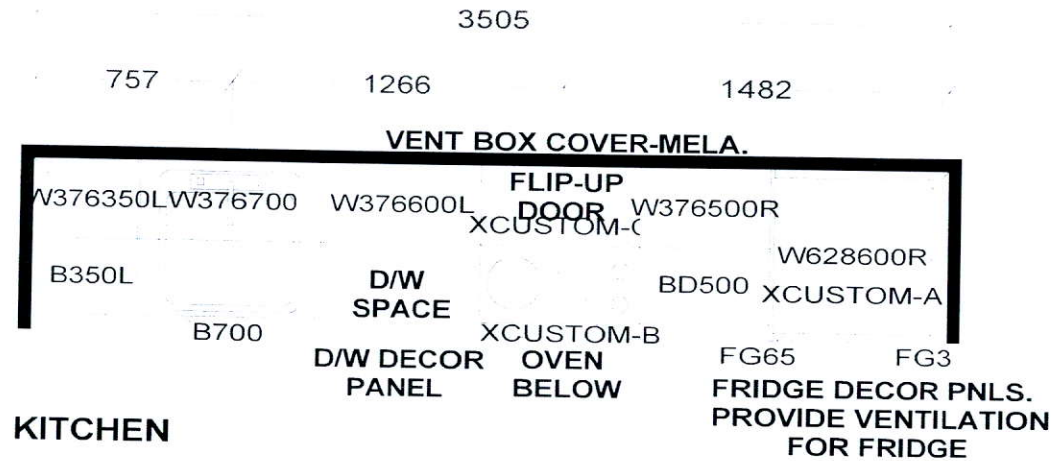 3505
757 1266 1482
VENT BOX COVER-MELA.
W376350L W376700 W376600L FLIP-UP DOOR W376500R
XCUSTOM-C
W628600R
B350L D/W SPACE BD500 XCUSTOM-A
B700 XCUSTOM-B
D/W DECOR PANEL OVEN BELOW FG65 FG3
FRIDGE DECOR PNLS.
PROVIDE VENTILATION
FOR FRIDGE
KITCHEN